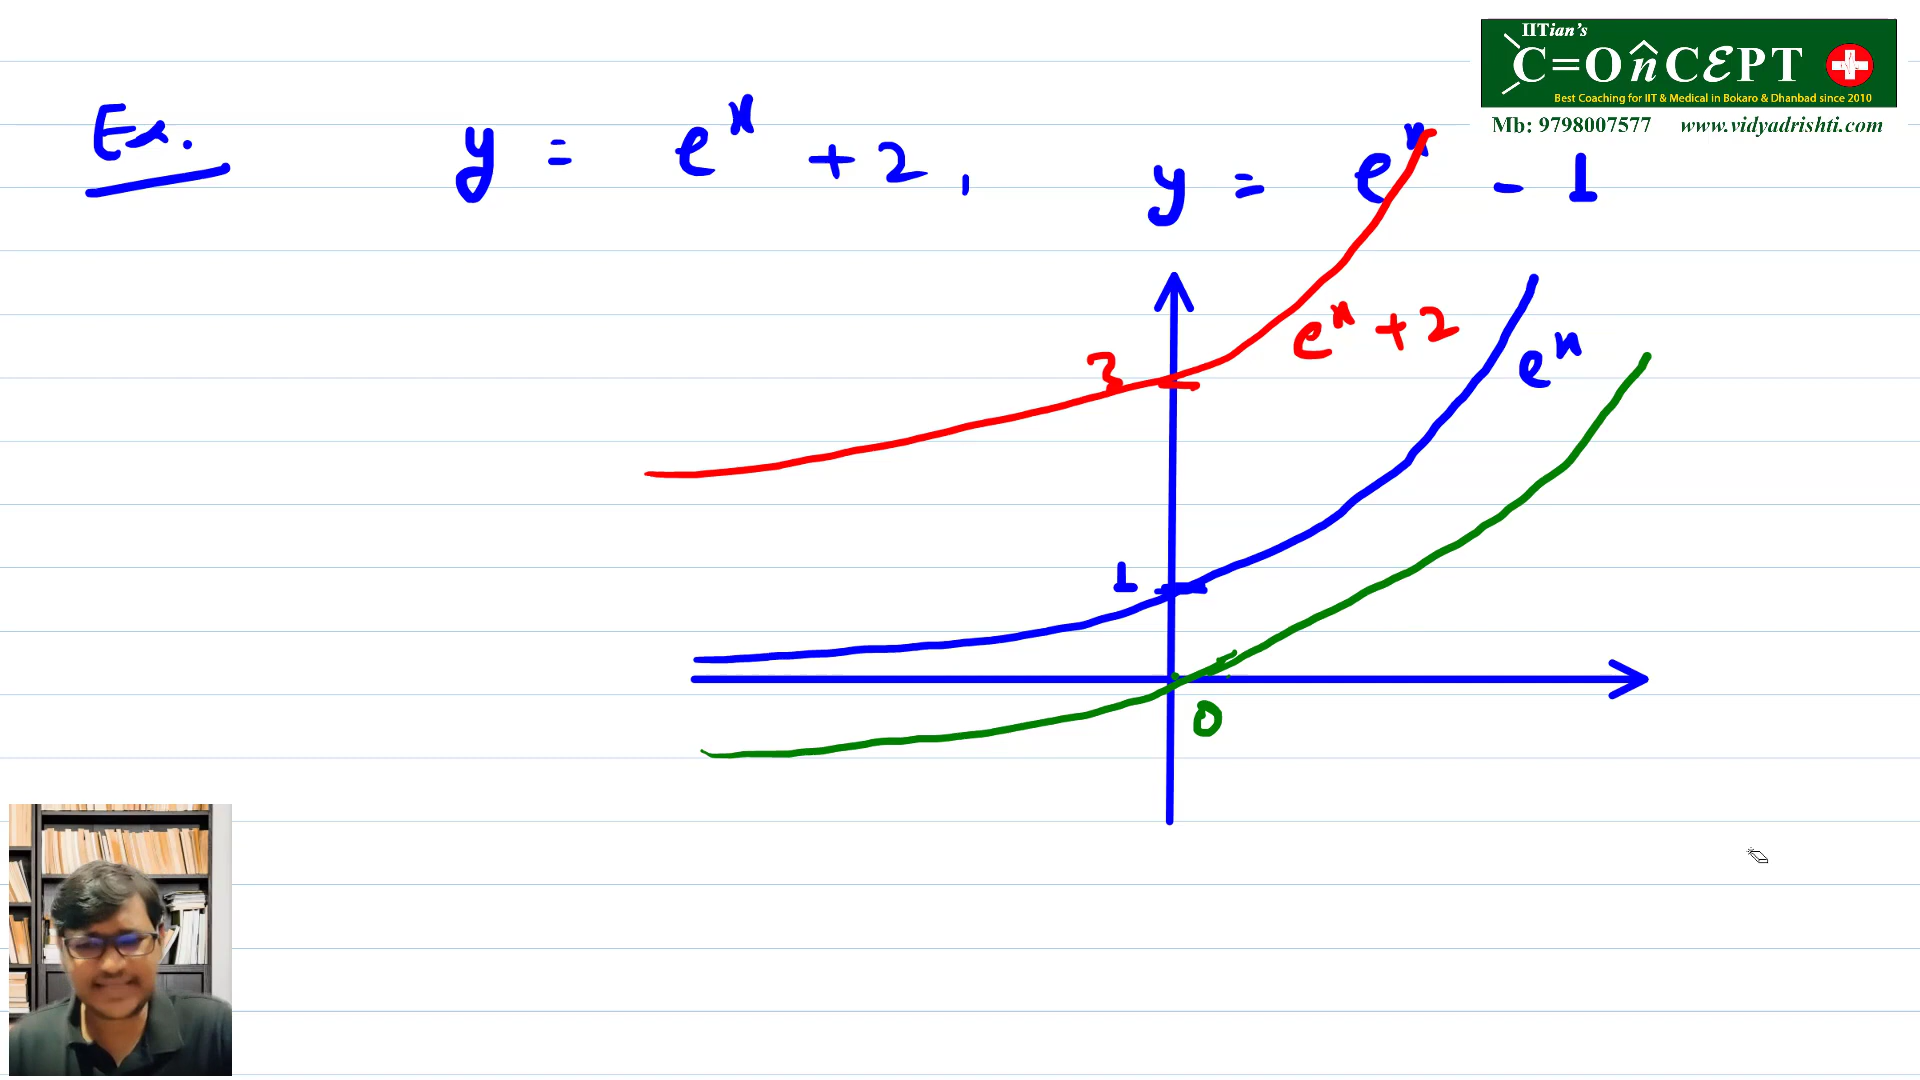 IITian's
C=OnCEPT
Best Coaching for IIT & Medical in Bokaro & Dhanbad since 2010
Mb: 9798007577 www.vidyadrishti.com
Ex. y = e^x + 2, y = e^x - 1
e^x + 2
3
e^x
1
0